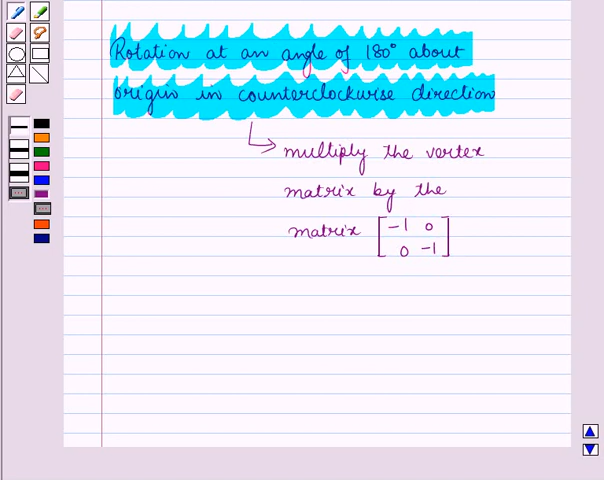 Rotation at an angle of 180° about
origin in counterclockwise direction
multiply the vertex
matrix by the
matrix [-1 0
0 -1]